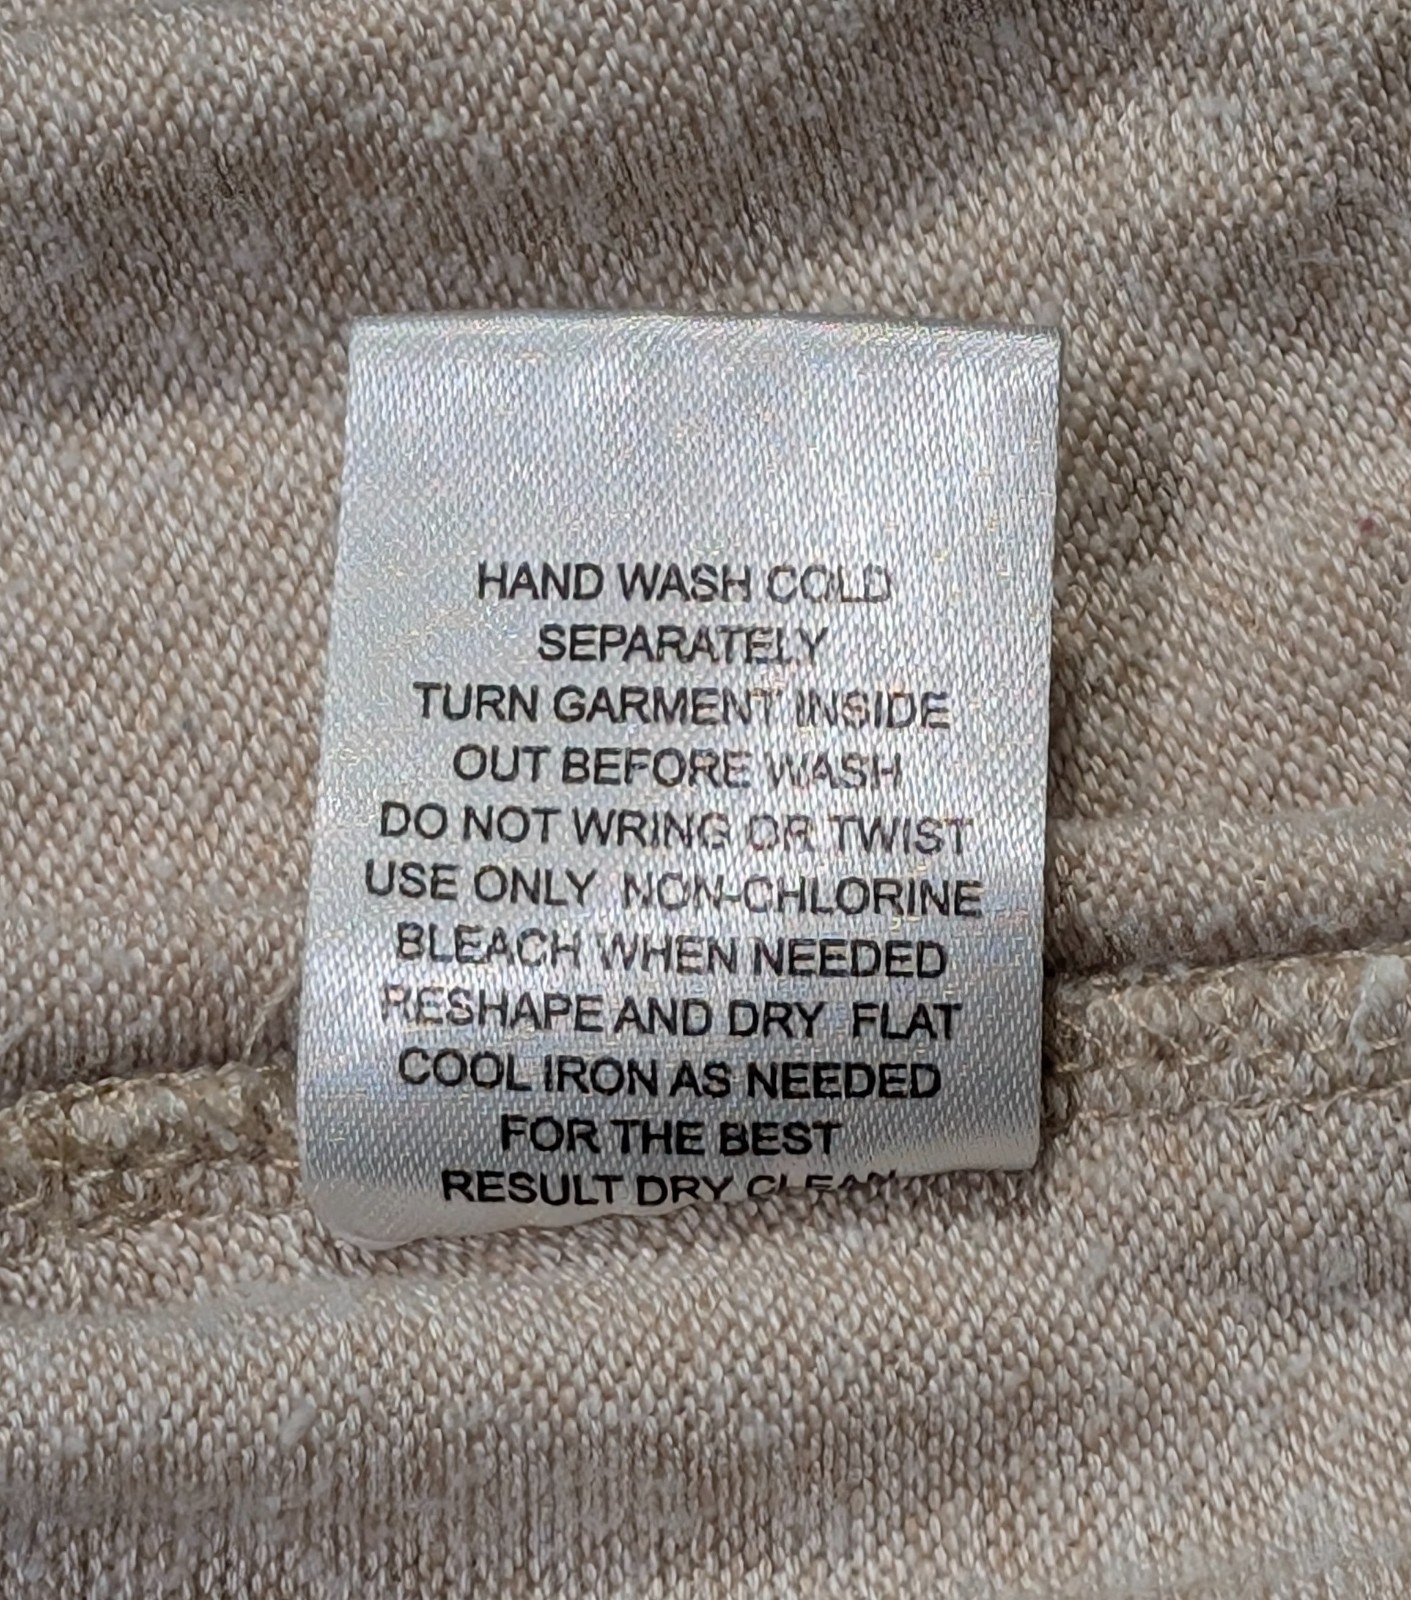 HAND WASH COLD
SEPARATELY
TURN GARMENT INSIDE
OUT BEFORE WASH
DO NOT WRING OR TWIST
USE ONLY NON-CHLORINE
BLEACH WHEN NEEDED
RESHAPE AND DRY FLAT
COOL IRON AS NEEDED
FOR THE BEST
RESULT DRY CLEAN